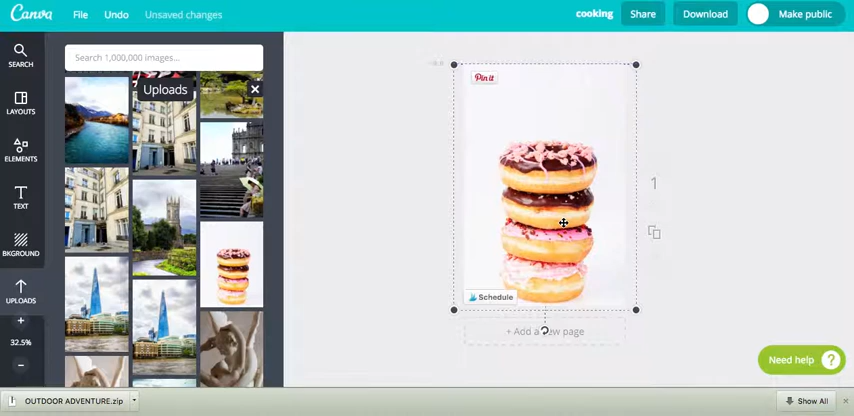 Canva
File
Undo
Unsaved changes
cooking
Share
Download
Make public
Search 1,000,000 images...
Uploads
SEARCH
LAYOUTS
ELEMENTS
TEXT
BKGROUND
UPLOADS
+
32.5%
−
Pin it
Schedule
1
+ Add a new page
Need help ?
OUTDOOR ADVENTURE.zip
Show All